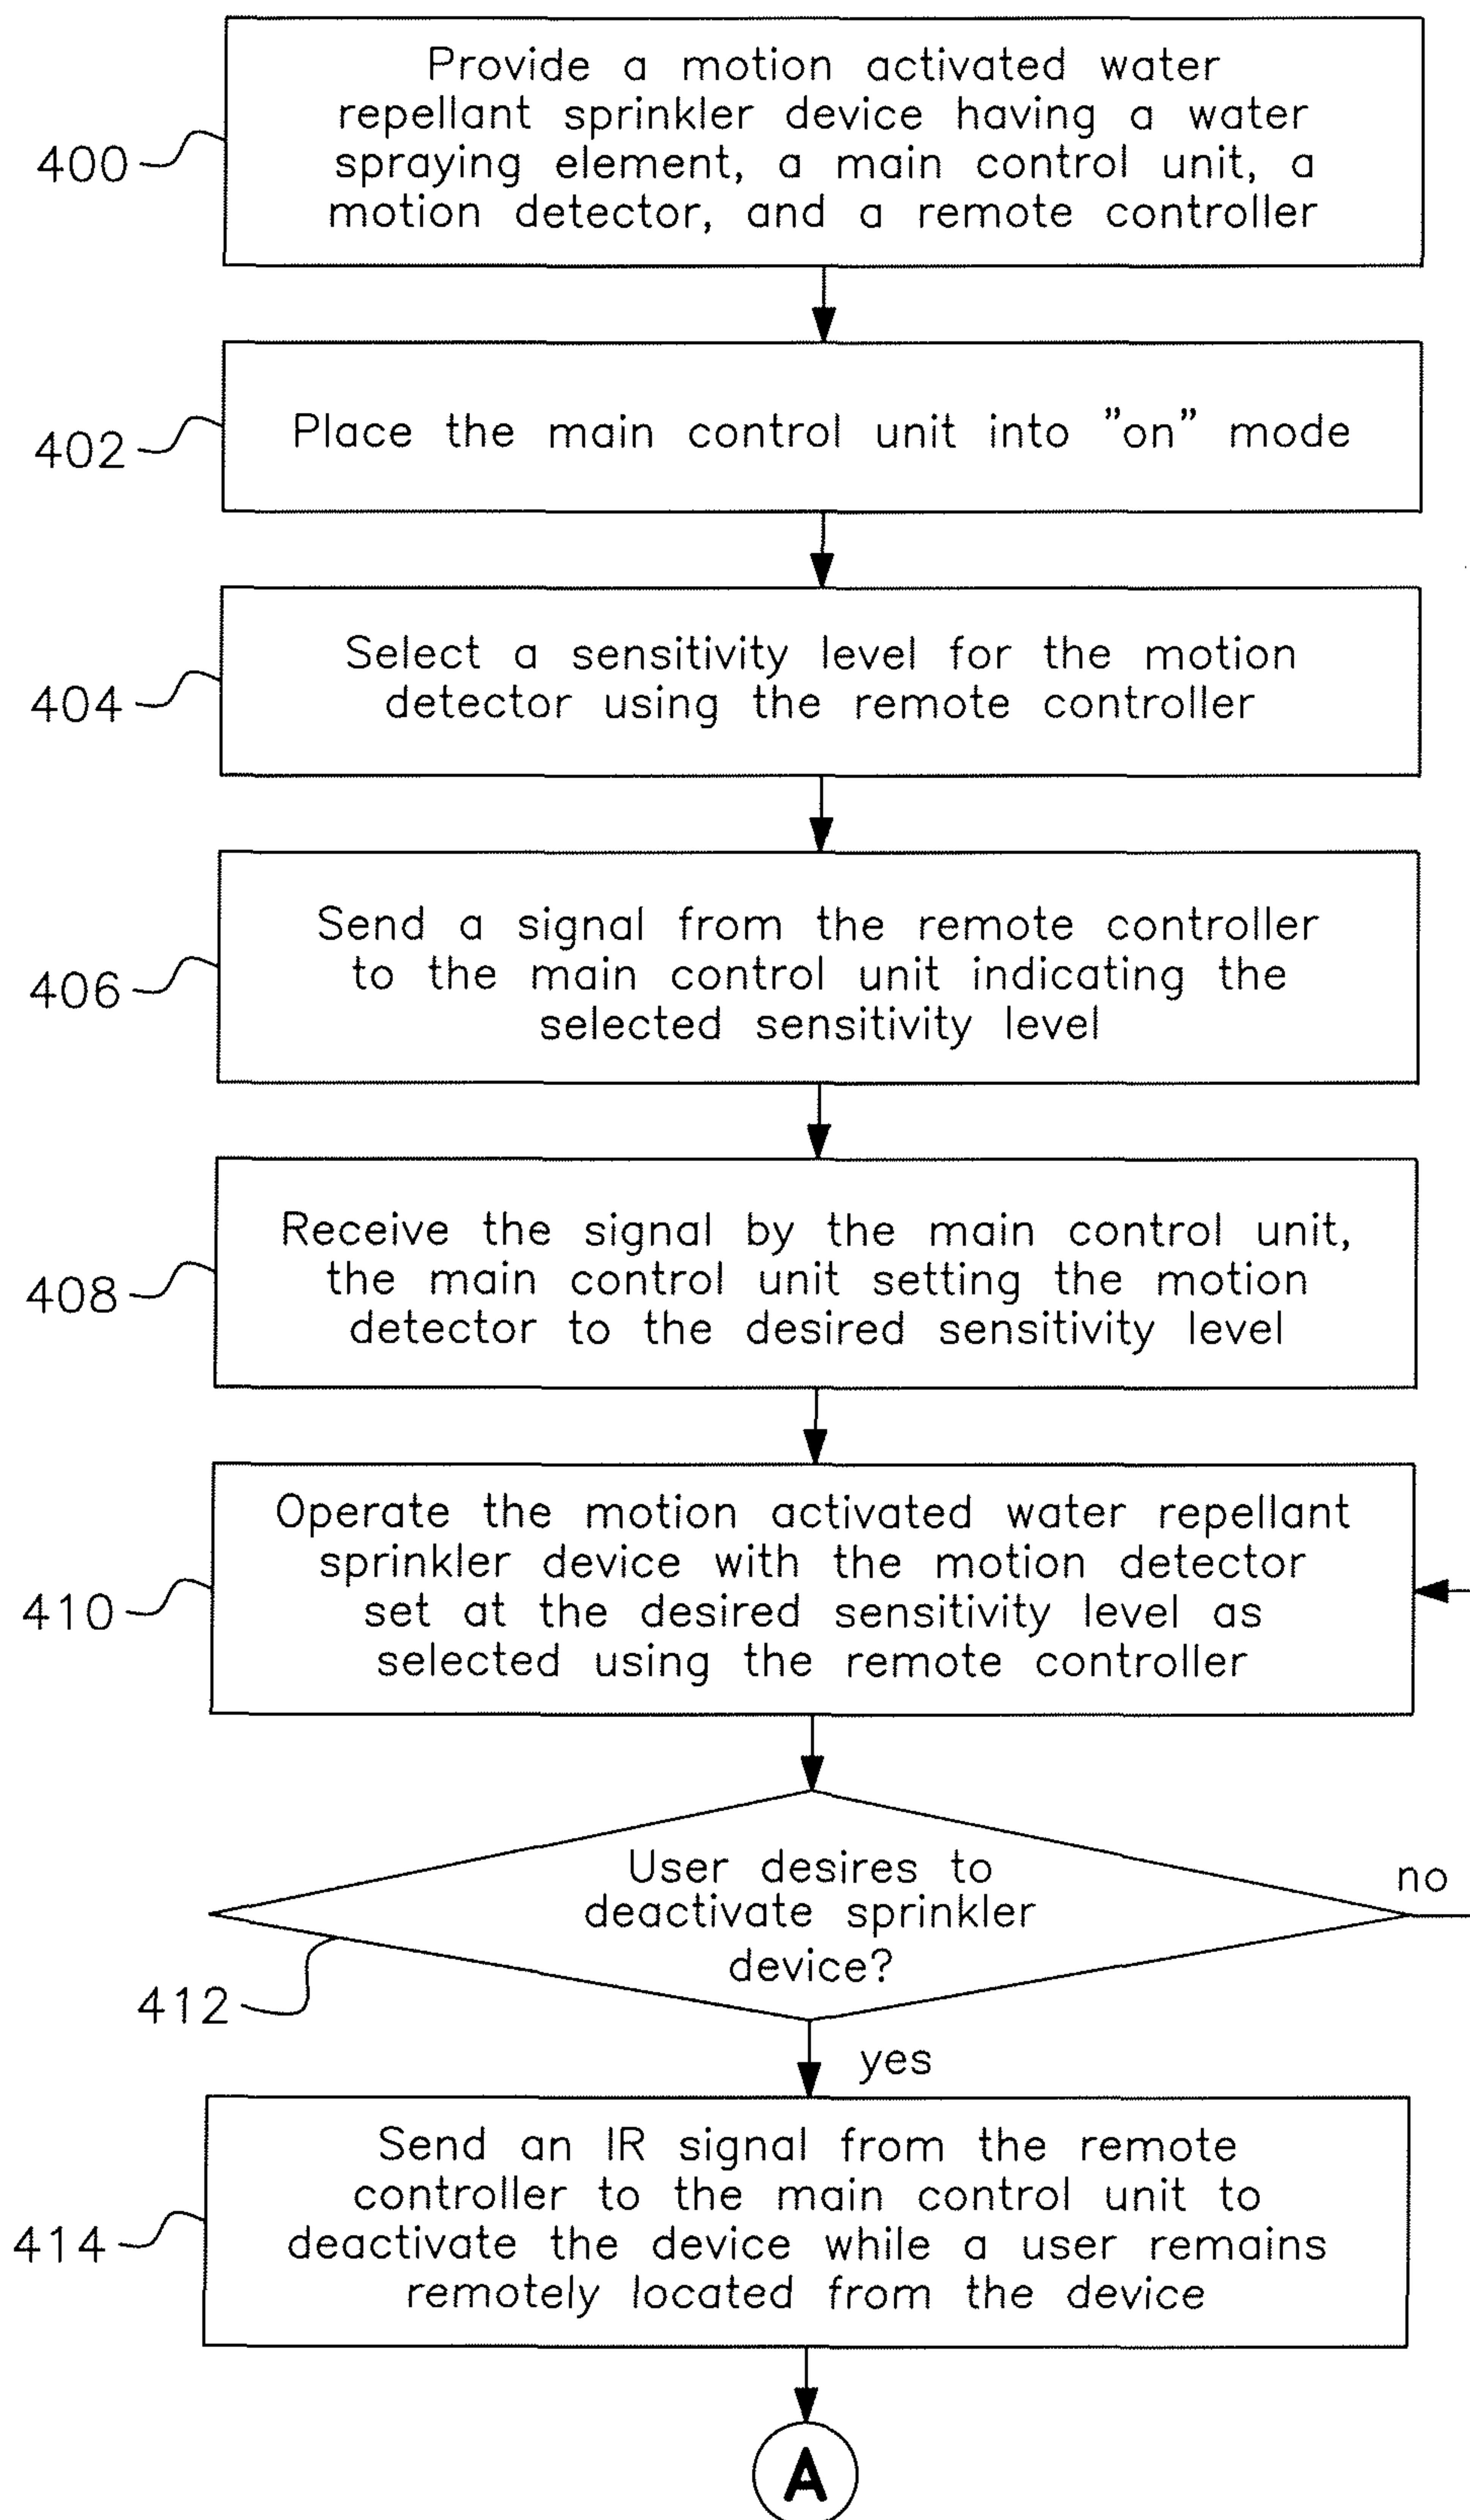 Provide a motion activated water
repellant sprinkler device having a water
spraying element, a main control unit, a
motion detector, and a remote controller
400
Place the main control unit into ”on” mode
402
Select a sensitivity level for the motion
detector using the remote controller
404
Send a signal from the remote controller
to the main control unit indicating the
selected sensitivity level
406
Receive the signal by the main control unit,
the main control unit setting the motion
detector to the desired sensitivity level
408
Operate the motion activated water repellant
sprinkler device with the motion detector
set at the desired sensitivity level as
selected using the remote controller
410
User desires to
deactivate sprinkler
device?
no
412
yes
Send an IR signal from the remote
controller to the main control unit to
deactivate the device while a user remains
remotely located from the device
414
A